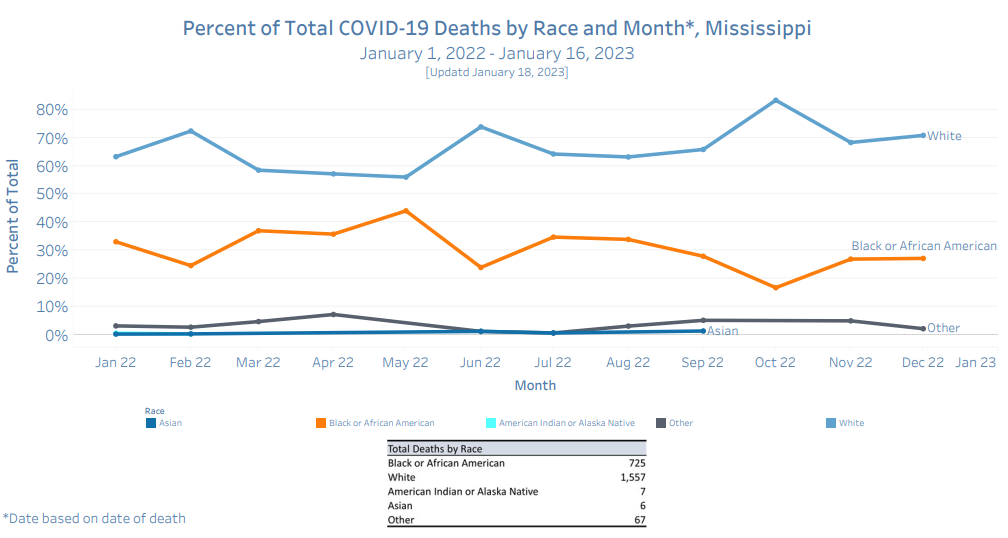 Percent of Total COVID-19 Deaths by Race and Month*, Mississippi
January 1, 2022 - January 16, 2023
[Updatd January 18, 2023]
Percent of Total
80%
70%
60%
50%
40%
30%
20%
10%
0%
White
Black or African American
Asian
Other
Jan 22 Feb 22 Mar 22 Apr 22 May 22 Jun 22 Jul 22 Aug 22 Sep 22 Oct 22 Nov 22 Dec 22 Jan 23
Month
Race
Asian Black or African American American Indian or Alaska Native Other White
Total Deaths by Race
Black or African American 725
White 1,557
American Indian or Alaska Native 7
Asian 6
Other 67
*Date based on date of death